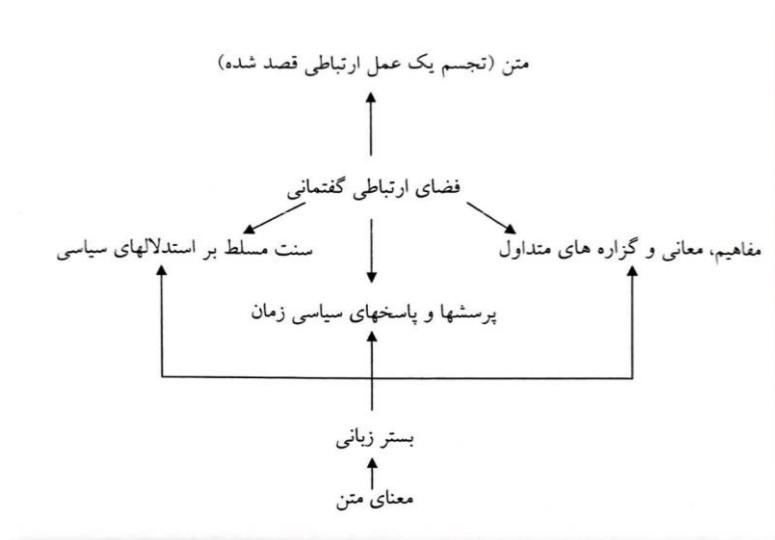 متن (تجسم یک عمل ارتباطی قصد شده)
فضای ارتباطی گفتمانی
مفاهیم، معانی و گزاره های متداول
سنت مسلط بر استدلالهای سیاسی
پرسشها و پاسخهای سیاسی زمان
بستر زبانی
معنای متن